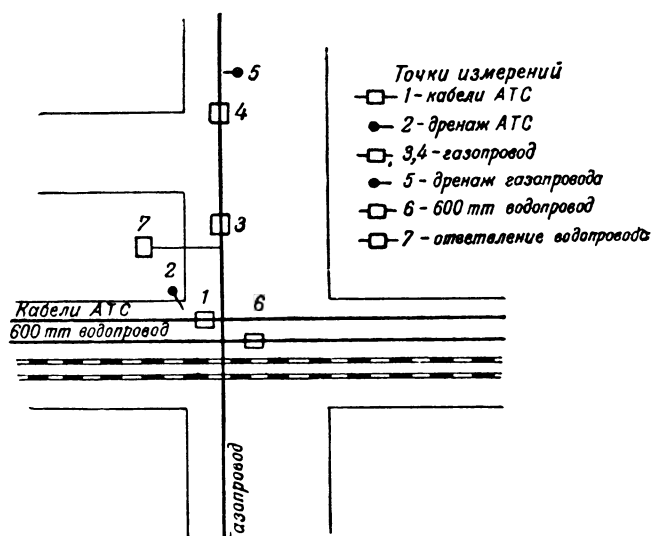 5
4
3
7
2
1
6
Кабели АТС
600 mm водопровод
Газопровод
Точки измерений
1-кабели АТС
2-дренаж АТС
3,4-газопровод
5-дренаж газопровода
6-600 mm водопровод
7-ответвление водопровода